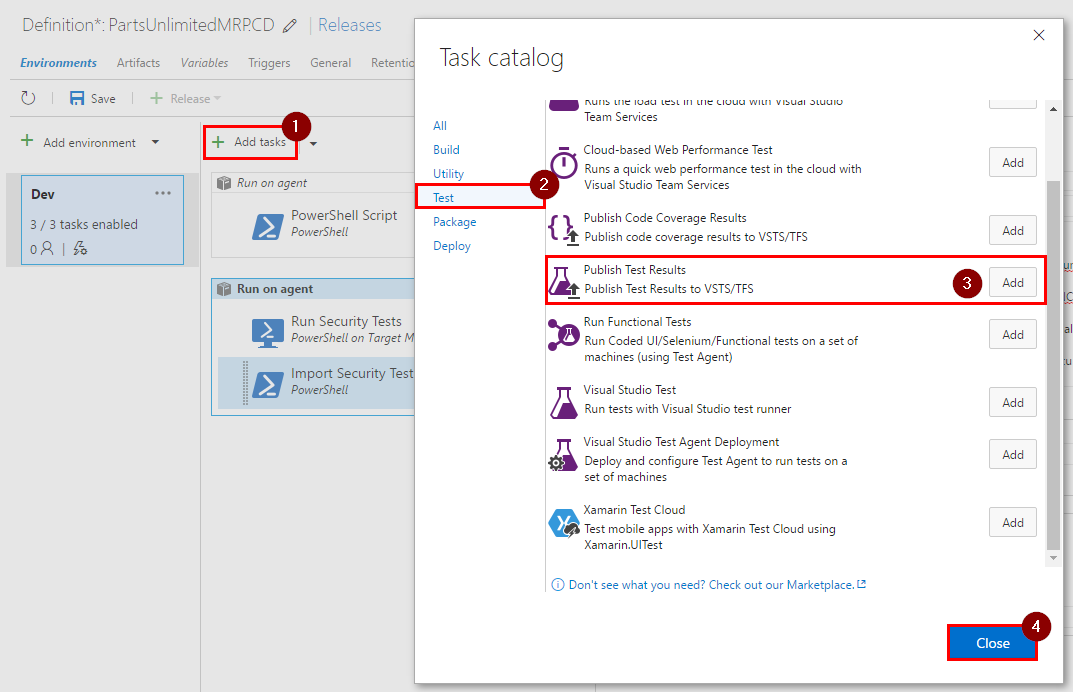 Definition*: PartsUnlimitedMRP.CD
Releases
Environments
Artifacts
Variables
Triggers
General
Retentio
Save
Release
Add environment
Add tasks
1
Dev
3 / 3 tasks enabled
0
Run on agent
PowerShell Script
PowerShell
Run on agent
Run Security Tests
PowerShell on Target M
Import Security Test
PowerShell
Task catalog
All
Build
Utility
Test
2
Package
Deploy
Runs the load test in the cloud with Visual Studio
Team Services
Cloud-based Web Performance Test
Runs a quick web performance test in the cloud with
Visual Studio Team Services
Add
Publish Code Coverage Results
Publish code coverage results to VSTS/TFS
Add
Publish Test Results
Publish Test Results to VSTS/TFS
3
Add
Run Functional Tests
Run Coded UI/Selenium/Functional tests on a set of
machines (using Test Agent)
Add
Visual Studio Test
Run tests with Visual Studio test runner
Add
Visual Studio Test Agent Deployment
Deploy and configure Test Agent to run tests on a
set of machines
Add
Xamarin Test Cloud
Test mobile apps with Xamarin Test Cloud using
Xamarin.UITest
Add
Don't see what you need? Check out our Marketplace.
4
Close